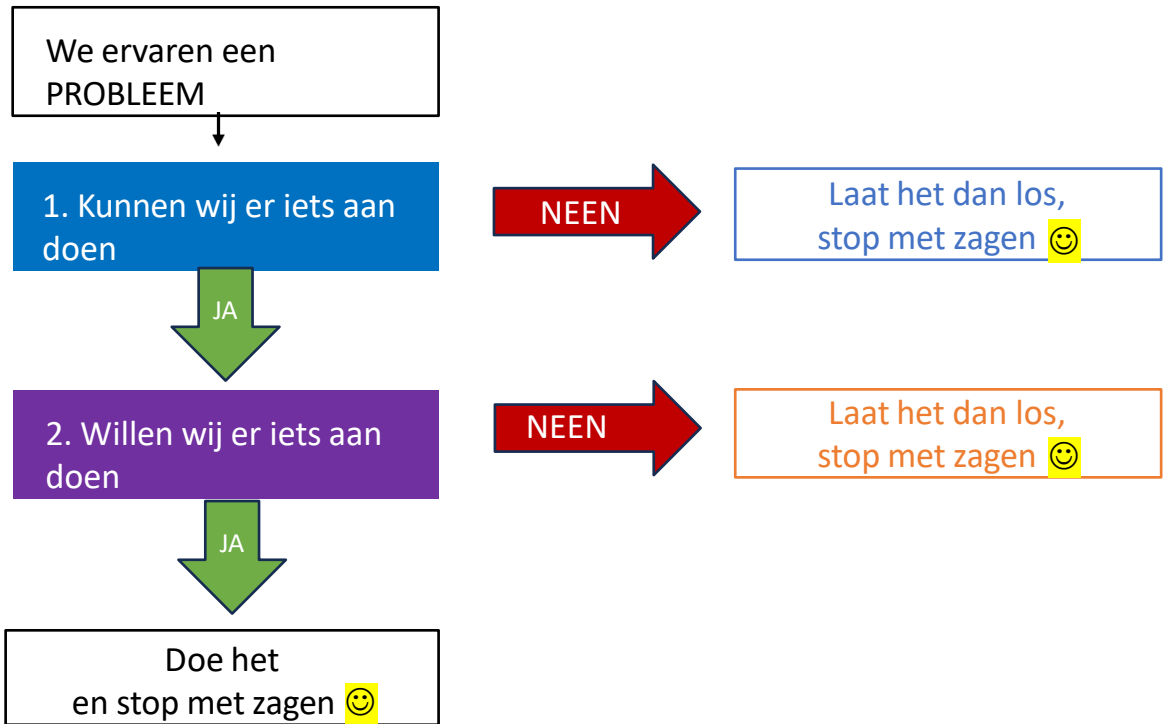 We ervaren een
PROBLEEM
1. Kunnen wij er iets aan
doen
NEEN
Laat het dan los,
stop met zagen ☺
JA
2. Willen wij er iets aan
doen
NEEN
Laat het dan los,
stop met zagen ☺
JA
Doe het
en stop met zagen ☺